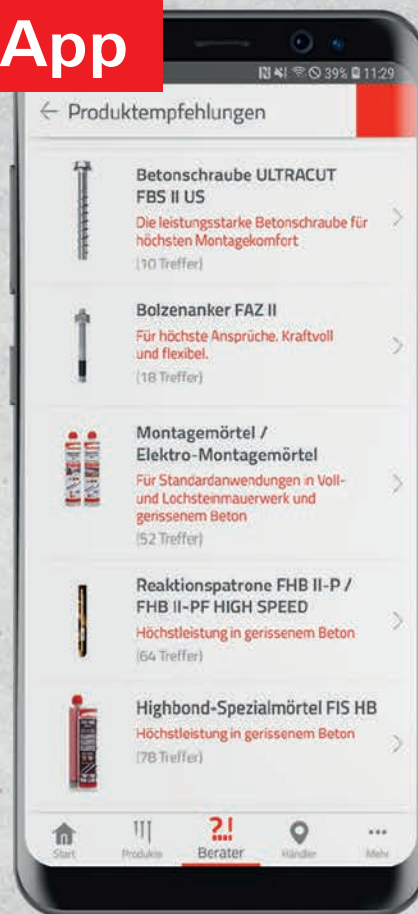 App
39% 11:29
← Produktempfehlungen
Betonschraube ULTRACUT
FBS II US
Die leistungsstarke Betonschraube für
höchsten Montagekomfort
(10 Treffer)
Bolzenanker FAZ II
Für höchste Ansprüche. Kraftvoll
und flexibel.
(18 Treffer)
Montagemörtel /
Elektro-Montagemörtel
Für Standardanwendungen in Voll-
und Lochsteinmauerwerk und
gerissenem Beton
(52 Treffer)
Reaktionspatrone FHB II-P /
FHB II-PF HIGH SPEED
Höchstleistung in gerissenem Beton
(64 Treffer)
Highbond-Spezialmörtel FIS HB
Höchstleistung in gerissenem Beton
(78 Treffer)
Start Produkte Berater Händler Mehr